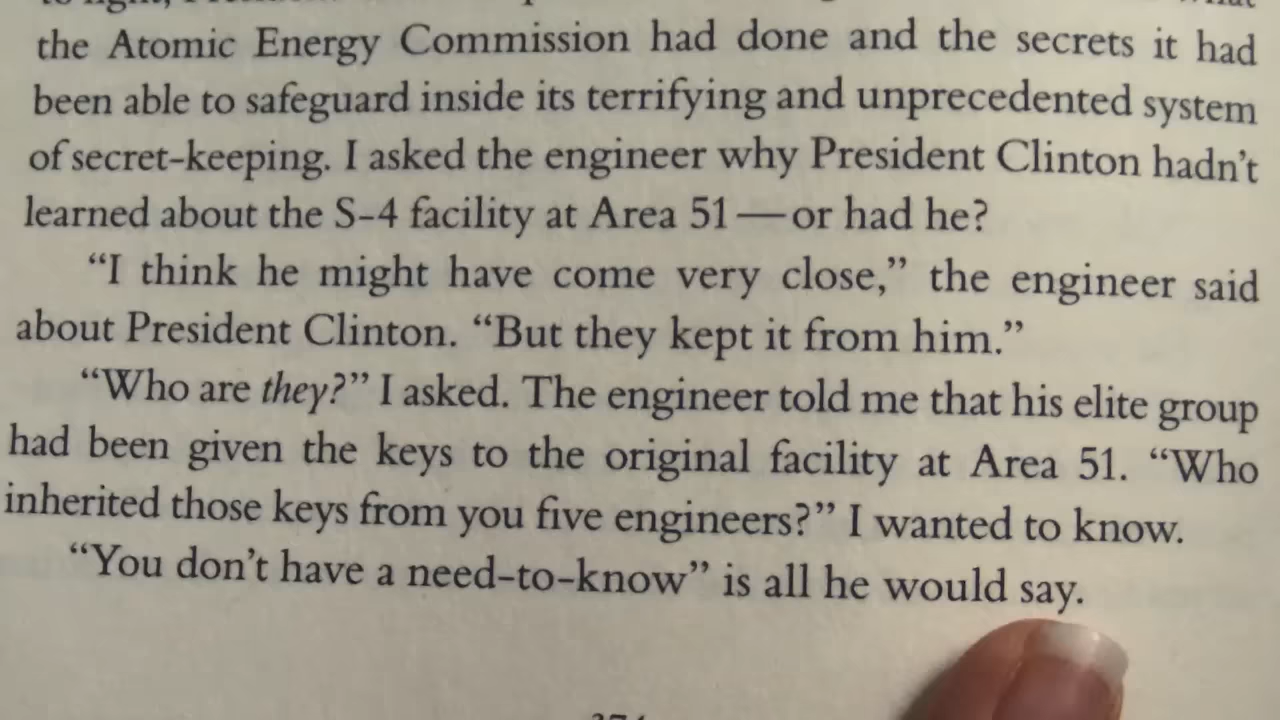 the Atomic Energy Commission had done and the secrets it had
been able to safeguard inside its terrifying and unprecedented system
of secret-keeping. I asked the engineer why President Clinton hadn't
learned about the S-4 facility at Area 51—or had he?
“I think he might have come very close,” the engineer said
about President Clinton. “But they kept it from him.”
“Who are they?” I asked. The engineer told me that his elite group
had been given the keys to the original facility at Area 51. “Who
inherited those keys from you five engineers?” I wanted to know.
“You don't have a need-to-know” is all he would say.